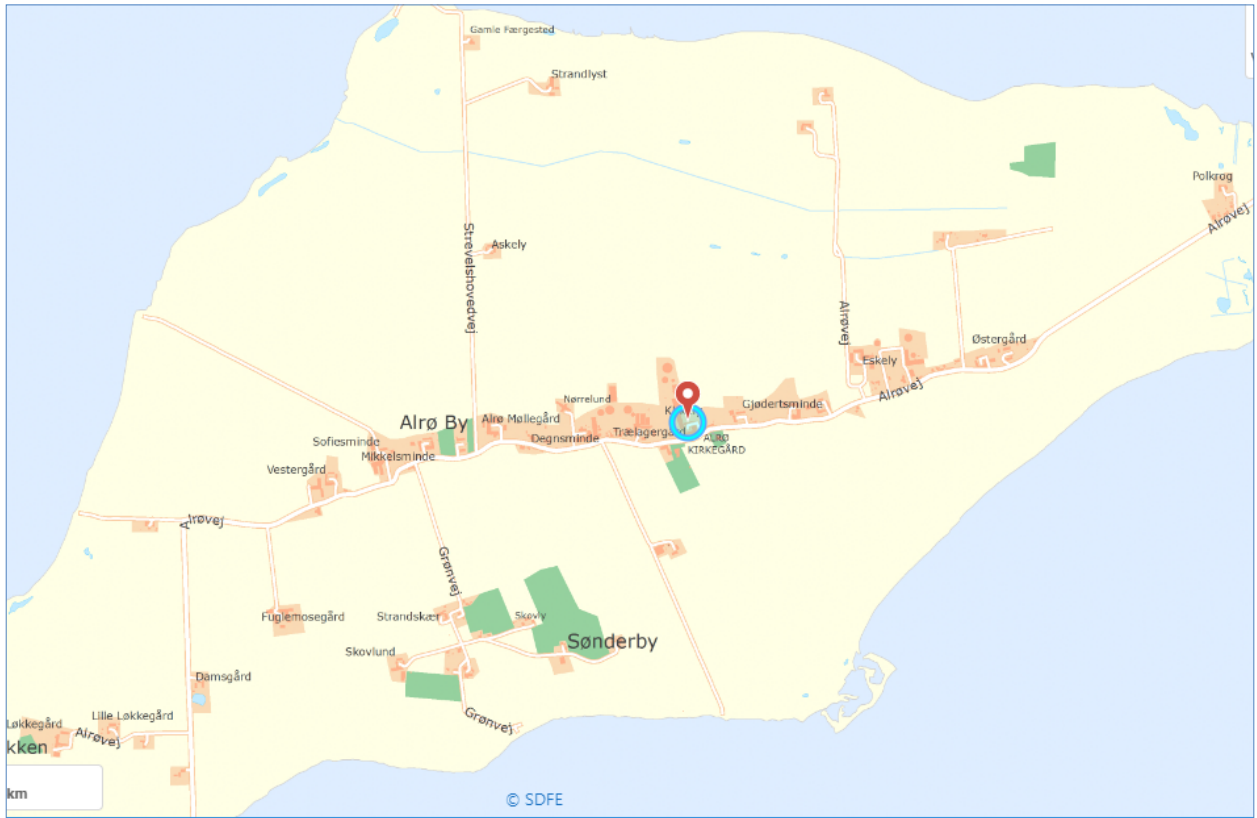 Gamle Færgested
Strandlyst
Polkrog
Alrøvej
Strevelshovedvej
Askely
Alrøvej
Østergård
Eskely
Alrøvej
Nørrelund
Gjødertsminde
Alrø By
Alrø Møllegård
Degnsminde
Trælagergård
ALRØ
KIRKEGÅRD
Sofiesminde
Mikkelsminde
Vestergård
Alrøvej
Grønvej
Fuglemosegård
Strandskær
Skovly
Sønderby
Skovlund
Damsgård
Lille Løkkegård
Løkkegård
Alrøvej
kken
Grønvej
km
© SDFE